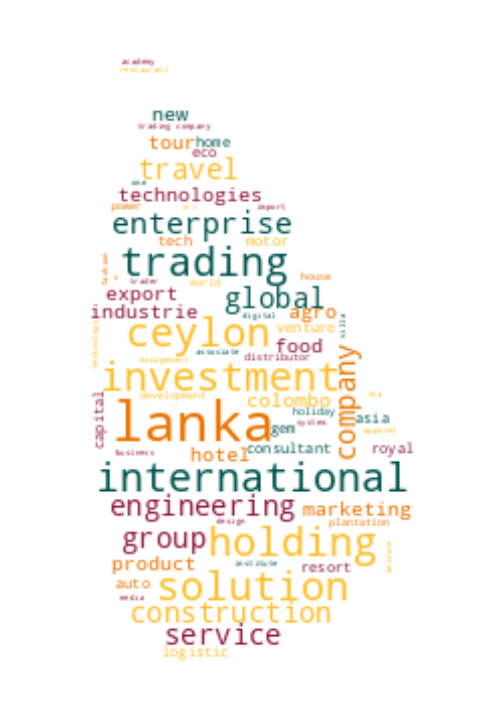 academy
restaurant
new
trading company
tour home
eco
travel
one
technologies
power sri import
enterprise
tech motor
trading
house
trader world
export global
industrie digital agro
ceylon venture villa
technologie
associate food
management distributor
investment
development colombo tea
lanka holiday
capital company
system asia
gem apparel
business hotel consultant royal
international
engineering marketing
design plantation
group holding
product institute resort leisure
auto solution
media
construction
service
logistic